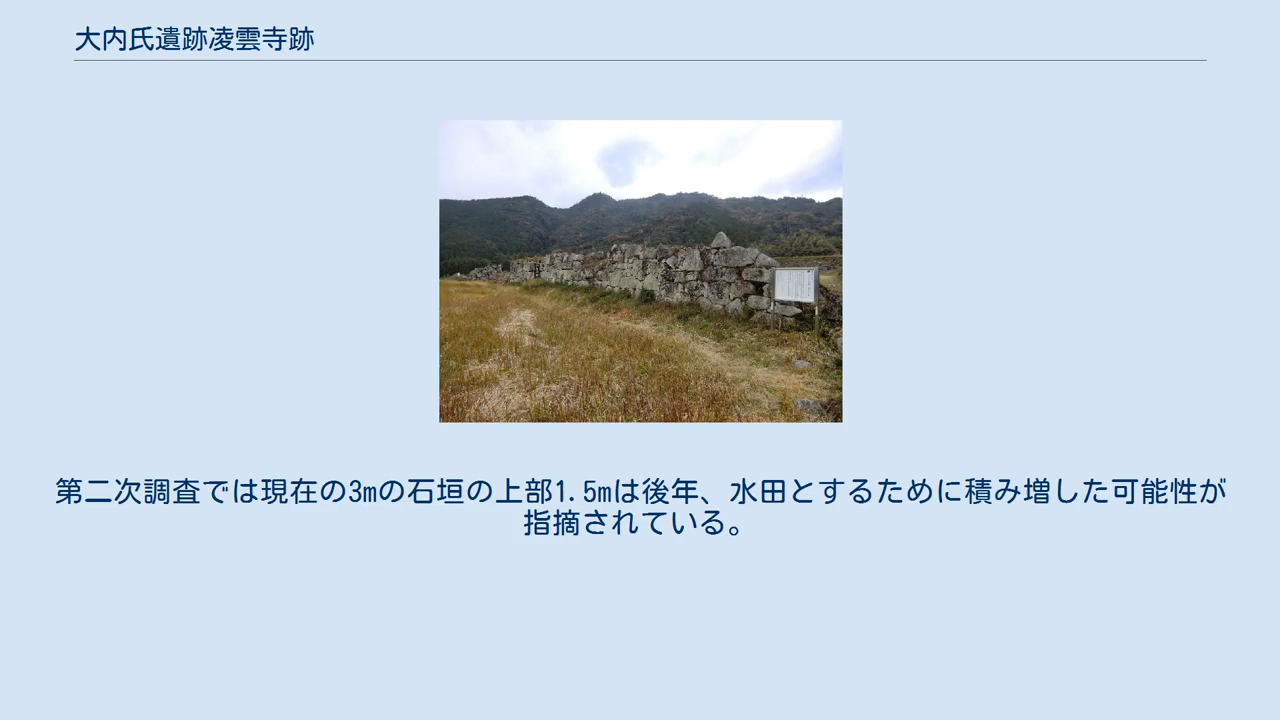 大内氏遺跡凌雲寺跡
第二次調査では現在の3mの石垣の上部1.5mは後年、水田とするために積み増した可能性が
指摘されている。